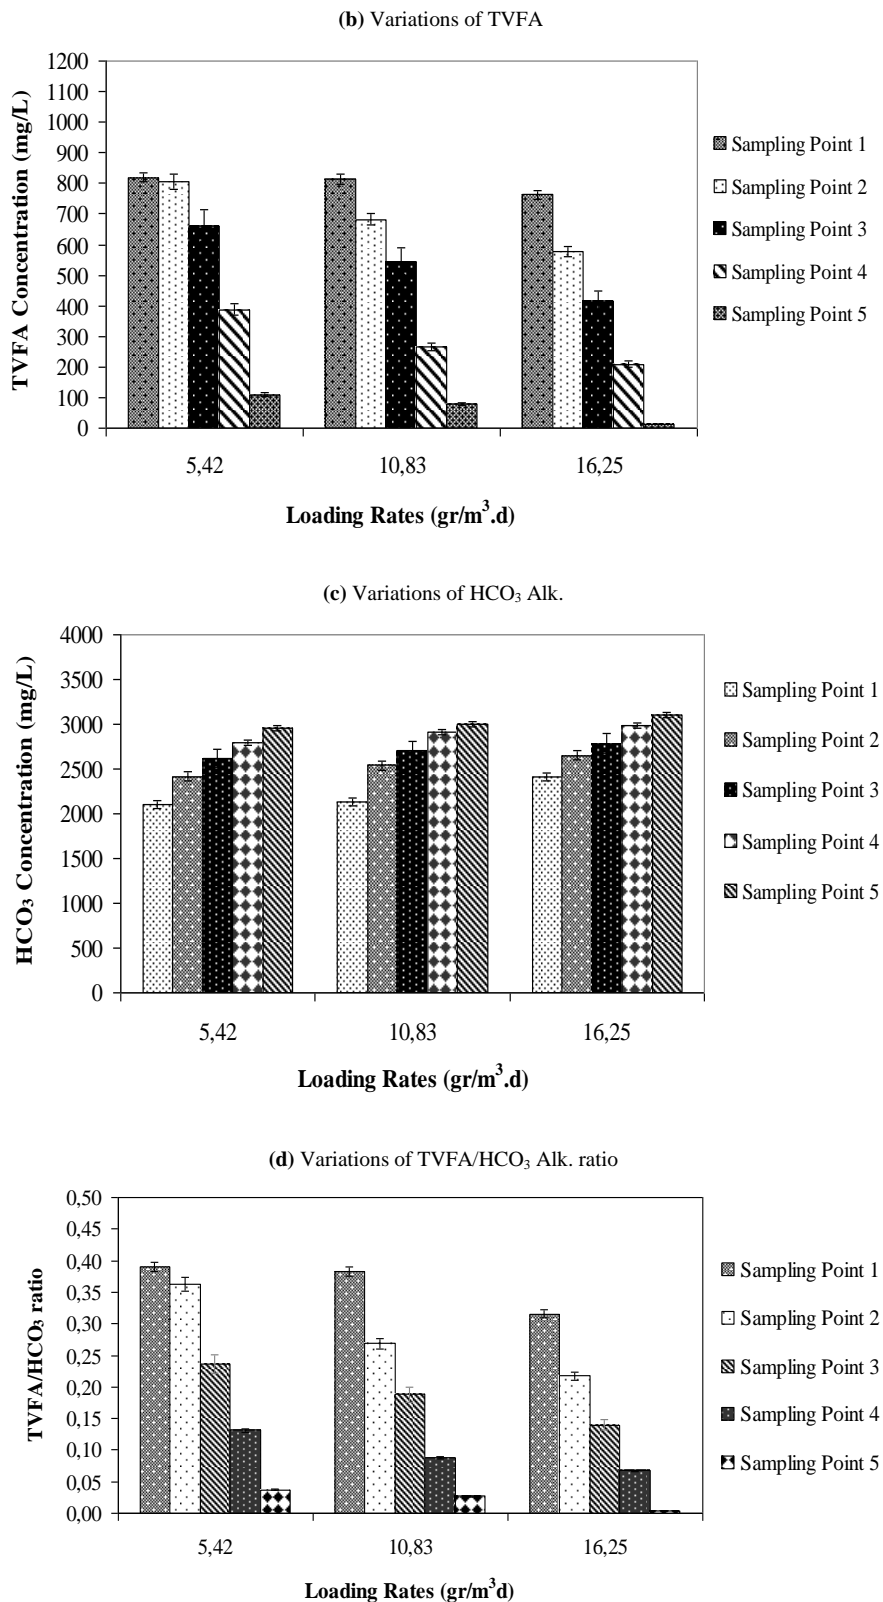 (b) Variations of TVFA
1200
1100
1000
900
800
700
600
500
400
300
200
100
0
TVFA Concentration (mg/L)
5,42 10,83 16,25
Loading Rates (gr/m³.d)
Sampling Point 1
Sampling Point 2
Sampling Point 3
Sampling Point 4
Sampling Point 5
(c) Variations of HCO₃ Alk.
4000
3500
3000
2500
2000
1500
1000
500
0
HCO₃ Concentration (mg/L)
5,42 10,83 16,25
Loading Rates (gr/m³.d)
Sampling Point 1
Sampling Point 2
Sampling Point 3
Sampling Point 4
Sampling Point 5
(d) Variations of TVFA/HCO₃ Alk. ratio
0,50
0,45
0,40
0,35
0,30
0,25
0,20
0,15
0,10
0,05
0,00
TVFA/HCO₃ ratio
5,42 10,83 16,25
Loading Rates (gr/m³d)
Sampling Point 1
Sampling Point 2
Sampling Point 3
Sampling Point 4
Sampling Point 5